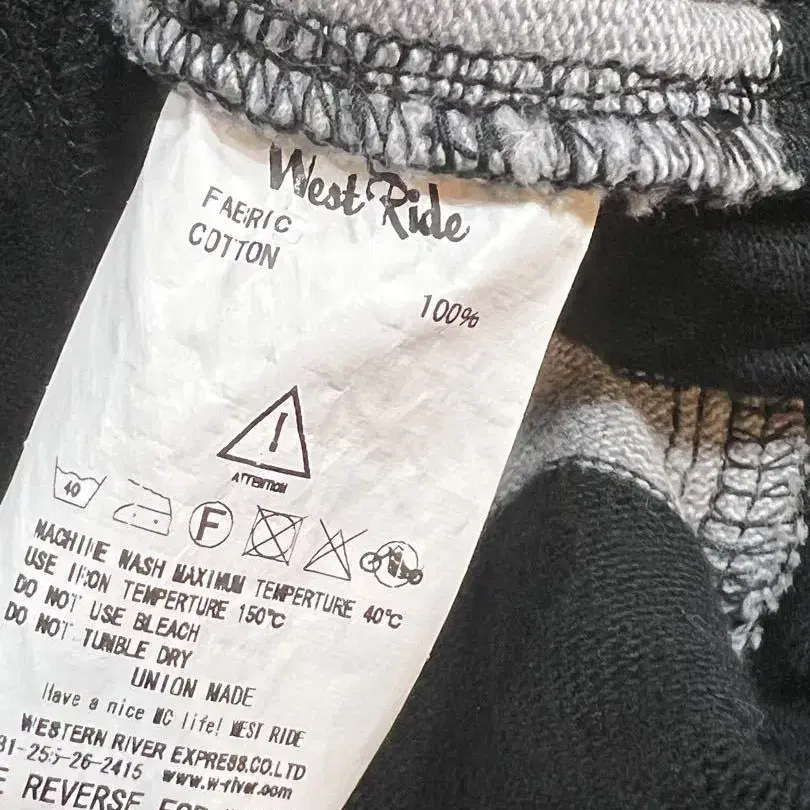 West Ride
FABRIC
COTTON
100%
ATTENTION
40
F
MACHINE WASH MAXIMUM TEMPERTURE 40℃
USE IRON TEMPERTURE 150℃
DO NOT USE BLEACH
DO NOT TUMBLE DRY
UNION MADE
Have a nice MC life! WEST RIDE
WESTERN RIVER EXPRESS.CO.LTD
81-255-26-2415 www.w-river.com
REVERSE FOR